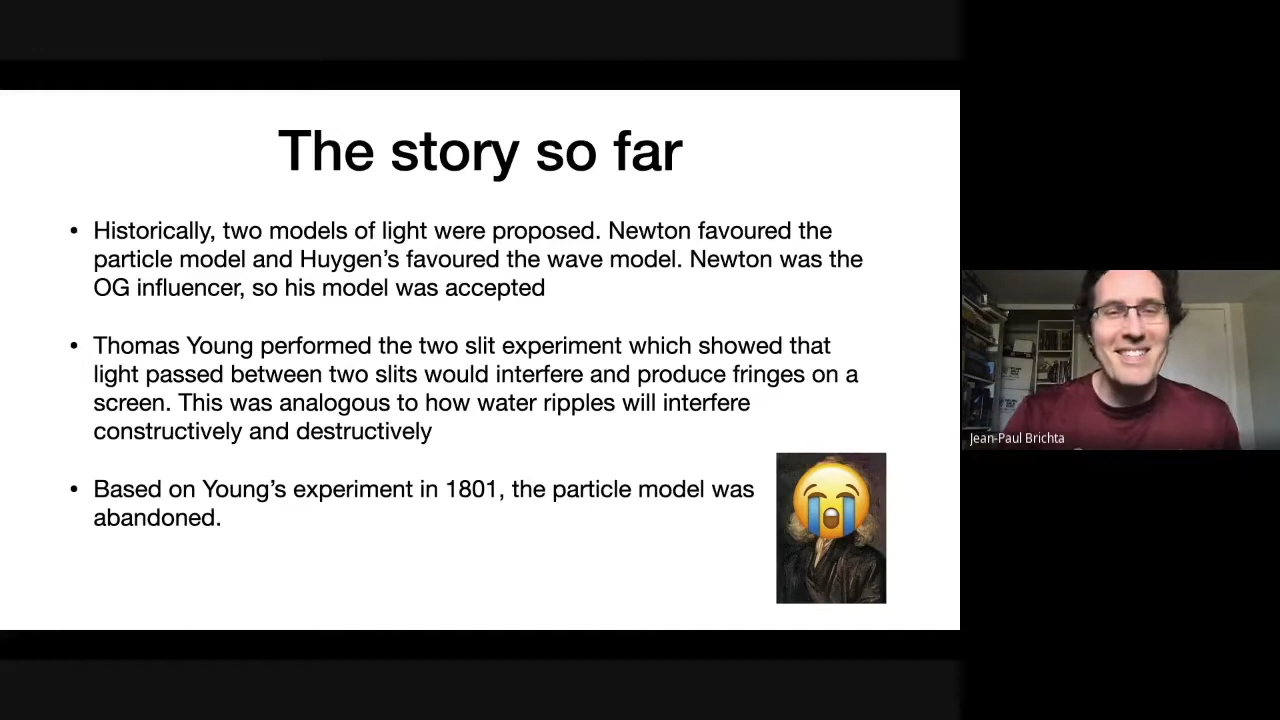 The story so far
• Historically, two models of light were proposed. Newton favoured the
particle model and Huygen’s favoured the wave model. Newton was the
OG influencer, so his model was accepted
• Thomas Young performed the two slit experiment which showed that
light passed between two slits would interfere and produce fringes on a
screen. This was analogous to how water ripples will interfere
constructively and destructively
• Based on Young’s experiment in 1801, the particle model was
abandoned.
Jean-Paul Brichta